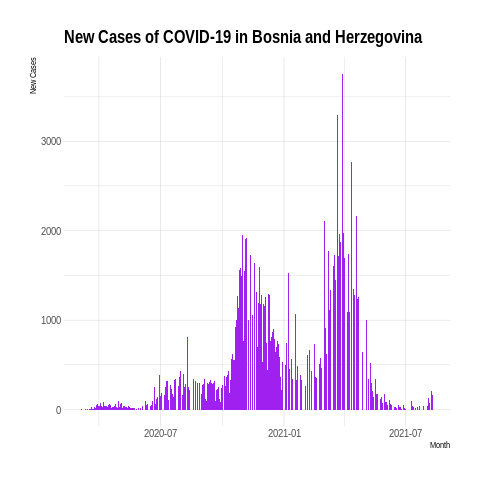 New Cases of COVID-19 in Bosnia and Herzegovina
New Cases
3000
2000
1000
0
2020-07 2021-01 2021-07
Month